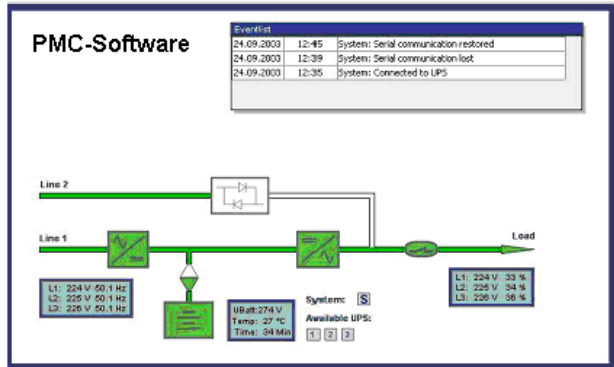 PMC-Software
Eventlist
24.09.2003 12:45 System: Serial communication restored
24.09.2003 12:39 System: Serial communication lost
24.09.2003 12:35 System: Connected to UPS
Line 2
Line 1
Load
L1: 224 V 50.1 Hz
L2: 225 V 50.1 Hz
L3: 226 V 50.1 Hz
UBatt:274 V
Temp: 27 °C
Time: 34 Min
System: S
Available UPS:
1 2 3
L1: 224 V 33 %
L2: 225 V 34 %
L3: 226 V 36 %